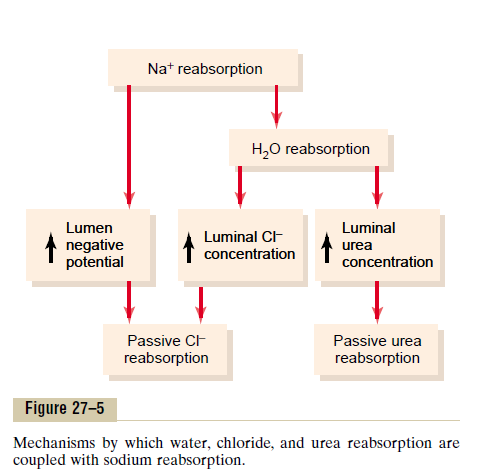 Na⁺ reabsorption
H₂O reabsorption
Lumen
negative
potential
Luminal Cl⁻
concentration
Luminal
urea
concentration
Passive Cl⁻
reabsorption
Passive urea
reabsorption
Figure 27–5
Mechanisms by which water, chloride, and urea reabsorption are
coupled with sodium reabsorption.